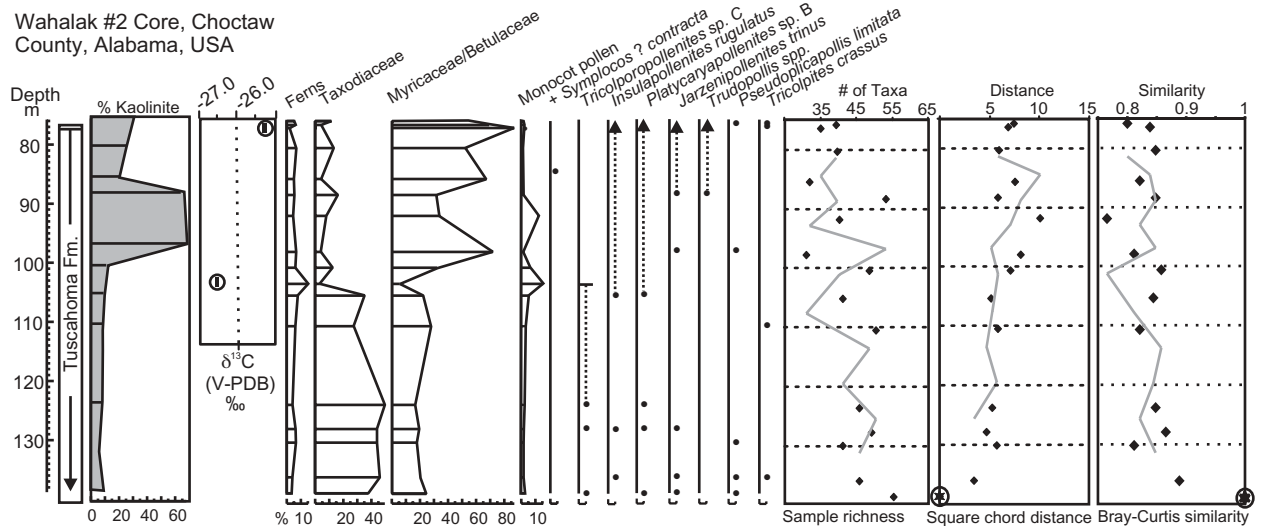 Wahalak #2 Core, Choctaw
County, Alabama, USA
Depth
m
% Kaolinite
-27.0
-26.0
Ferns
Taxodiaceae
Myricaceae/Betulaceae
Monocot pollen
+ Symplocos ? contracta
Tricolporopollenites sp. C
Insulapollenites rugulatus
Platycaryapollenites sp. B
Jarzenipollenites trinus
Trudopollis spp.
Pseudoplicapollis limitata
Tricolpites crassus
# of Taxa
35 45 55 65
Distance
5 10 15
Similarity
0.8 0.9 1
80
90
100
110
120
130
Tuscahoma Fm.
δ13C
(V-PDB)
‰
0 20 40 60
% 10
20 40
20 40 60 80
10
Sample richness
Square chord distance
Bray-Curtis similarity